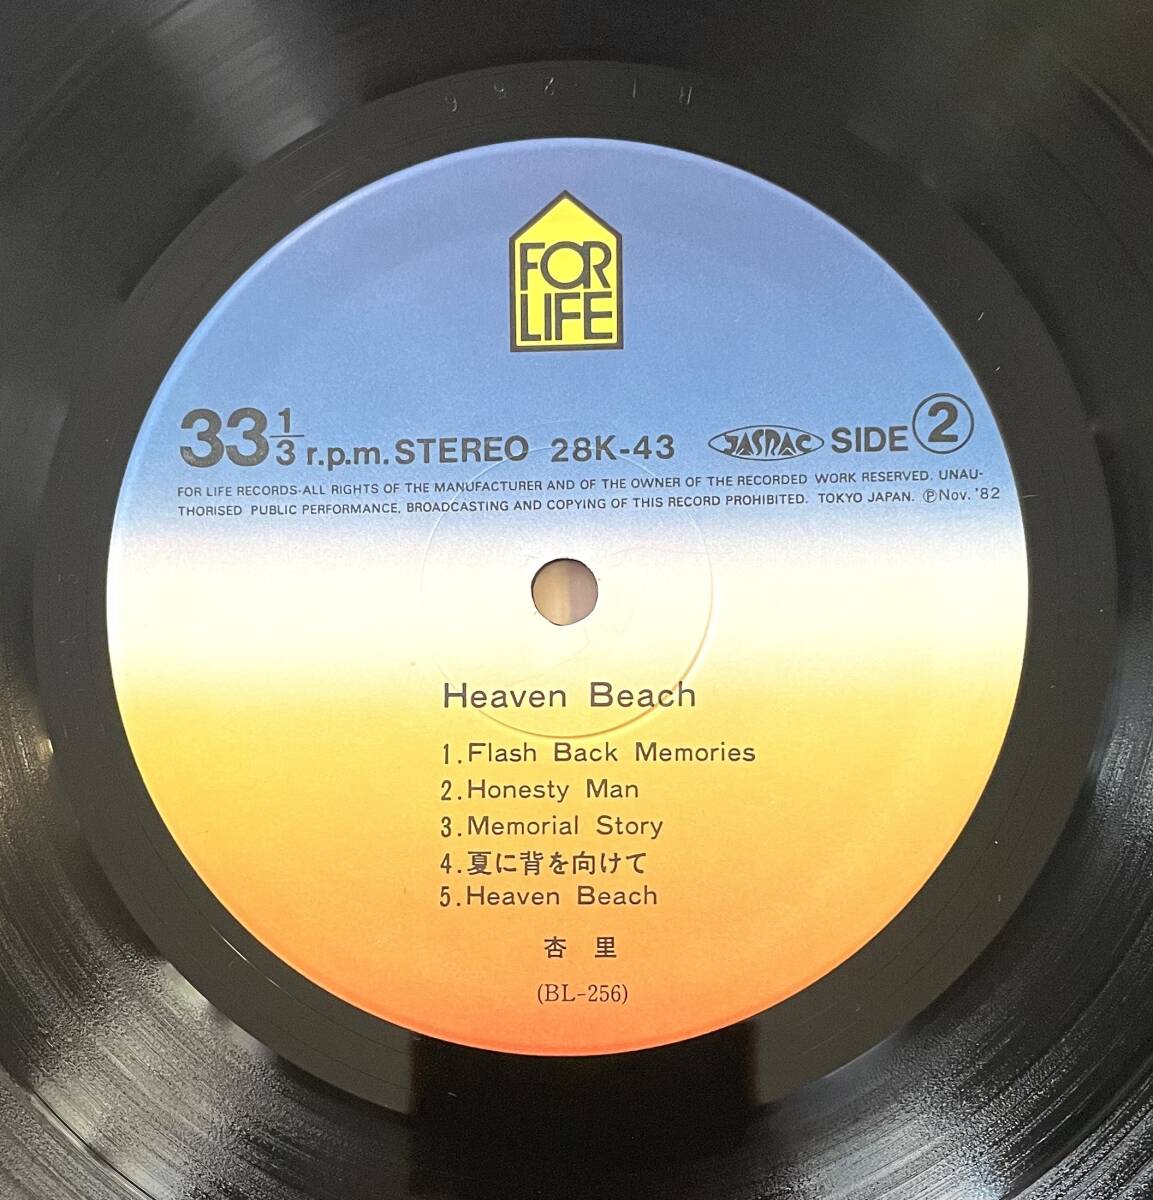 FOR
LIFE
33 1/3 r.p.m. STEREO 28K-43 JASRAC SIDE 2
FOR LIFE RECORDS-ALL RIGHTS OF THE MANUFACTURER AND OF THE OWNER OF THE RECORDED WORK RESERVED. UNAU-
THORISED PUBLIC PERFORMANCE, BROADCASTING AND COPYING OF THIS RECORD PROHIBITED. TOKYO JAPAN. ℗Nov. '82
Heaven Beach
1.Flash Back Memories
2.Honesty Man
3.Memorial Story
4.夏に背を向けて
5.Heaven Beach
杏 里
(BL-256)